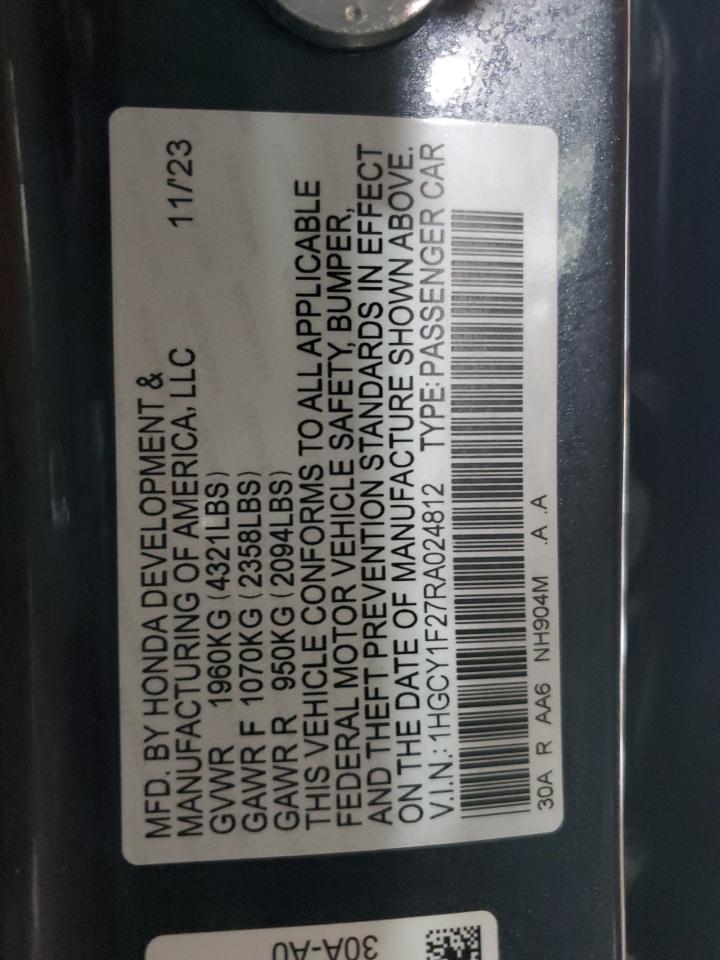 MFD. BY HONDA DEVELOPMENT &
MANUFACTURING OF AMERICA, LLC 11/'23
GVWR 1960KG (4321LBS)
GAWR F 1070KG (2358LBS)
GAWR R 950KG (2094LBS)
THIS VEHICLE CONFORMS TO ALL APPLICABLE
FEDERAL MOTOR VEHICLE SAFETY, BUMPER,
AND THEFT PREVENTION STANDARDS IN EFFECT
ON THE DATE OF MANUFACTURE SHOWN ABOVE.
V.I.N.: 1HGCY1F27RA024812 TYPE: PASSENGER CAR
30A R AA6 NH904M .A .A
30A-A0